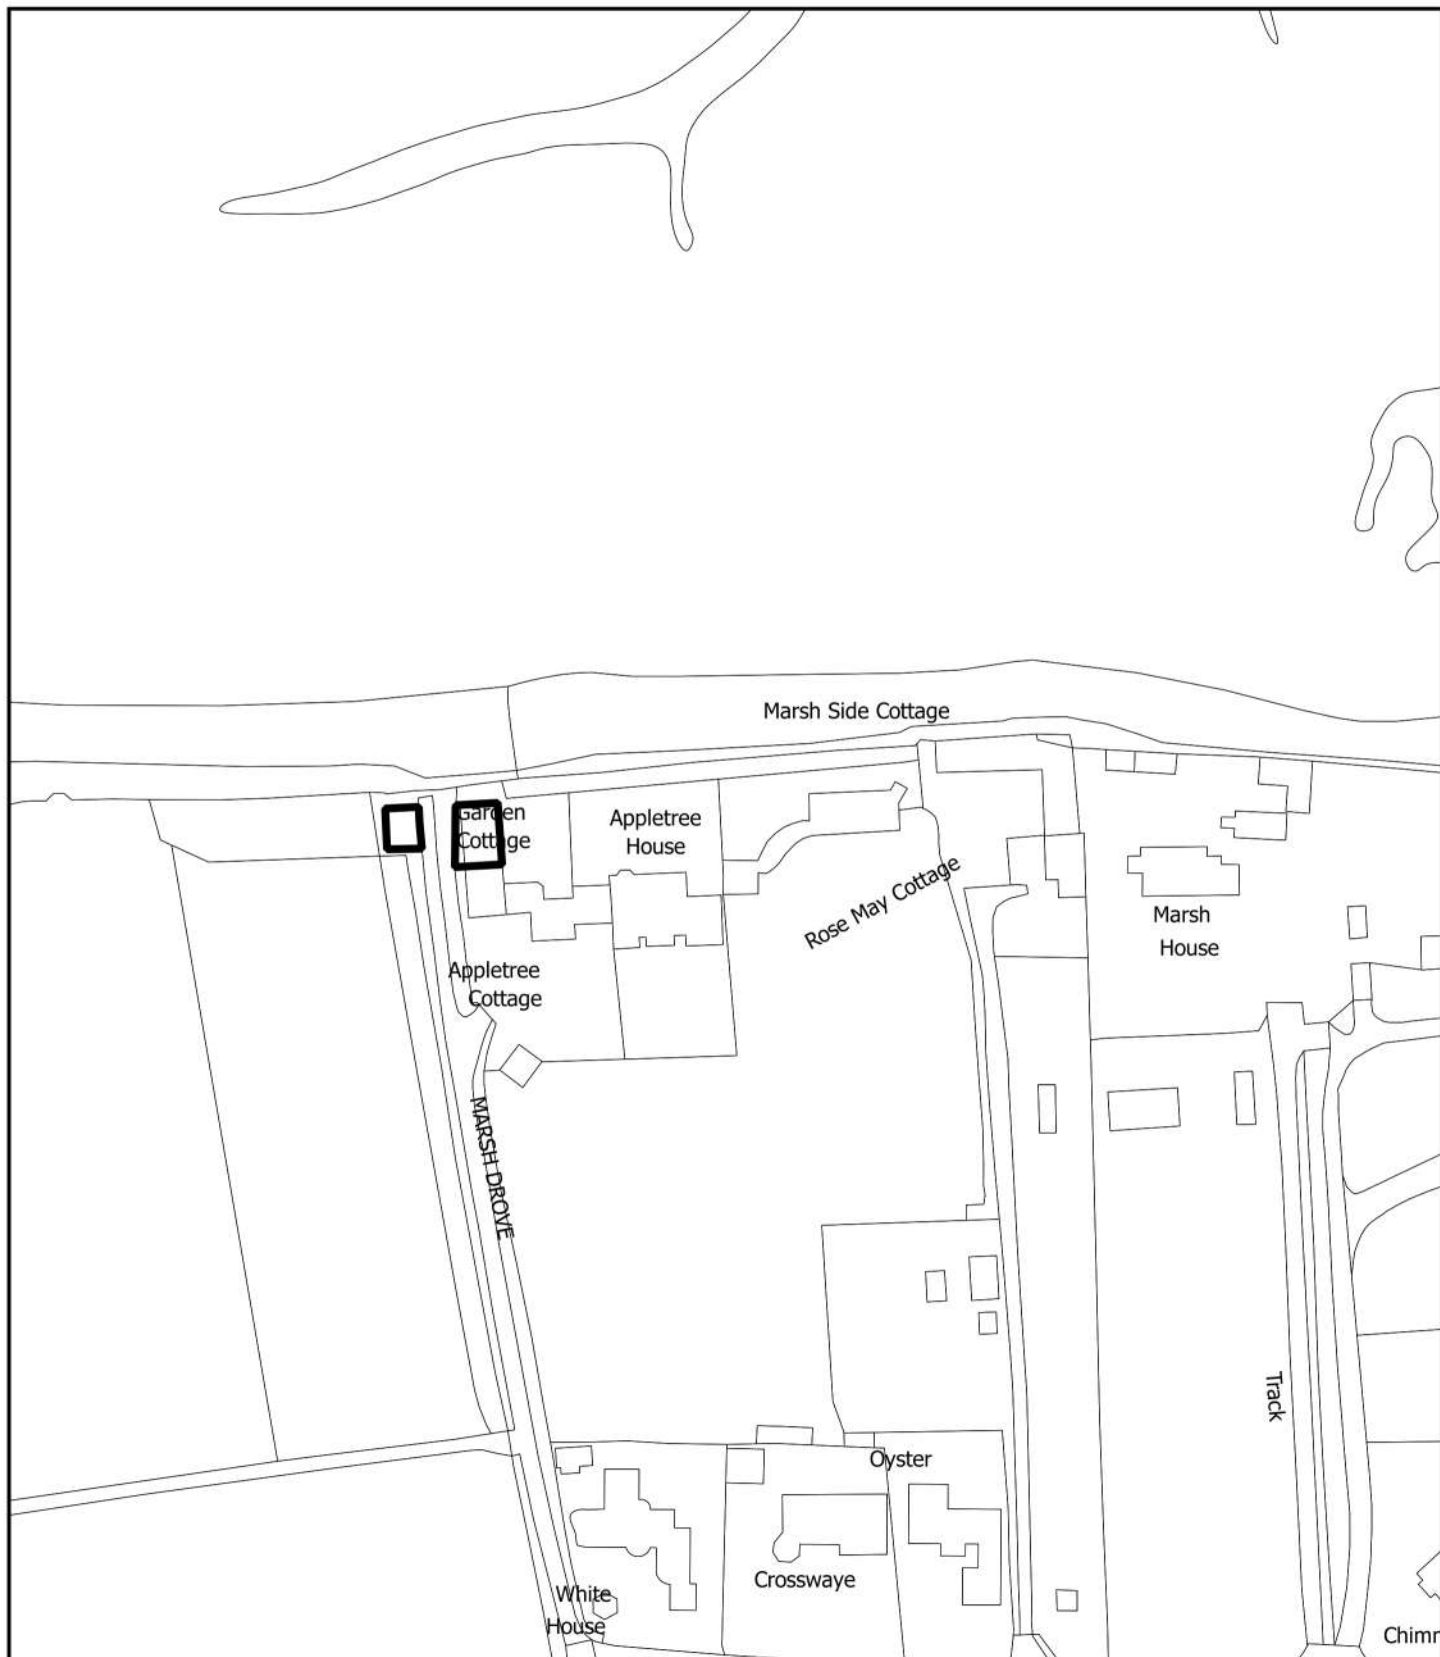 Marsh Side Cottage
Garden
Cottage
Appletree
House
Rose May Cottage
Marsh
House
Appletree
Cottage
MARSH DROVE
Track
Oyster
Crosswaye
White
House
Chimn